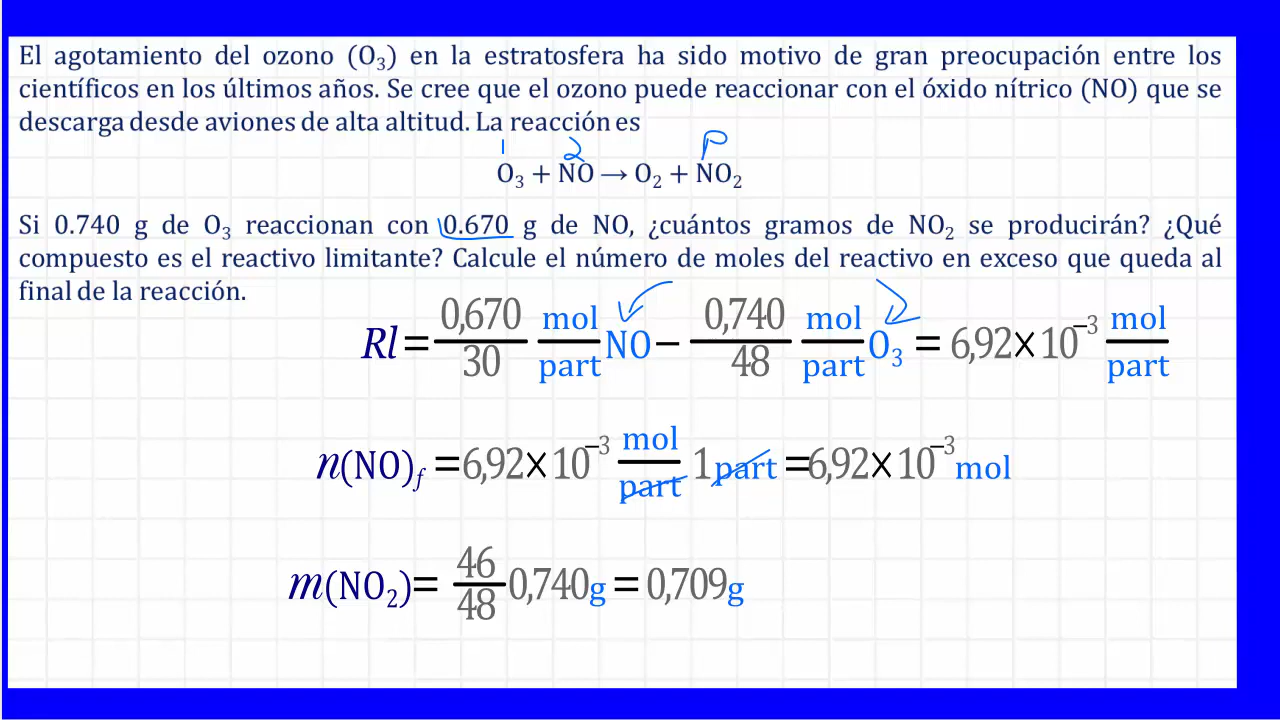 El agotamiento del ozono (O₃) en la estratosfera ha sido motivo de gran preocupación entre los
científicos en los últimos años. Se cree que el ozono puede reaccionar con el óxido nítrico (NO) que se
descarga desde aviones de alta altitud. La reacción es
1 2 P
O₃ + NO → O₂ + NO₂
Si 0.740 g de O₃ reaccionan con 0.670 g de NO, ¿cuántos gramos de NO₂ se producirán? ¿Qué
compuesto es el reactivo limitante? Calcule el número de moles del reactivo en exceso que queda al
final de la reacción.
Rl = 0,670/30 mol/part NO − 0,740/48 mol/part O₃ = 6,92×10⁻³ mol/part
n(NO)f = 6,92×10⁻³ mol/part 1 part = 6,92×10⁻³ mol
m(NO₂) = 46/48 0,740 g = 0,709 g